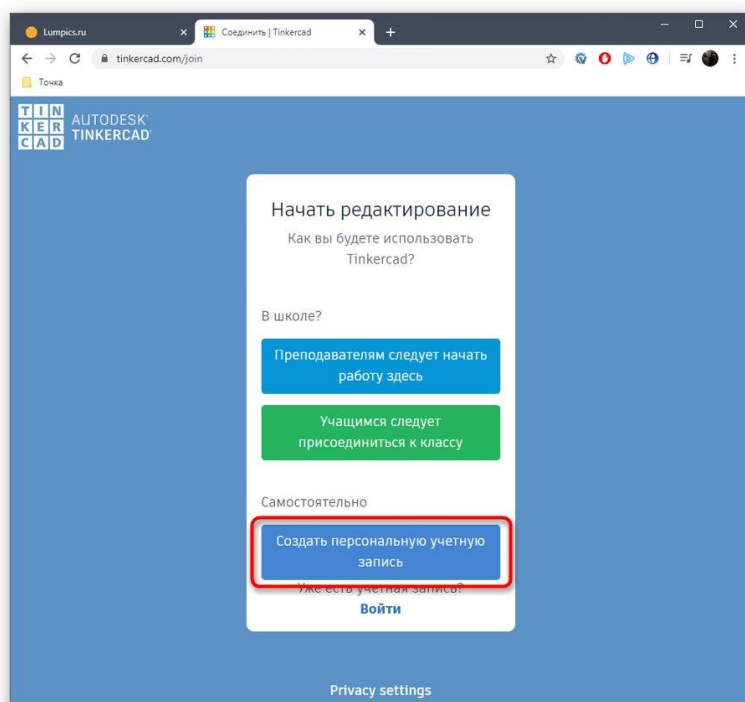 Lumpics.ru
Соединить | Tinkercad
tinkercad.com/join
Точка
TIN
KER
CAD
AUTODESK®
TINKERCAD®
Начать редактирование
Как вы будете использовать
Tinkercad?
В школе?
Преподавателям следует начать
работу здесь
Учащимся следует
присоединиться к классу
Самостоятельно
Создать персональную учетную
запись
Уже есть учетная запись?
Войти
Privacy settings